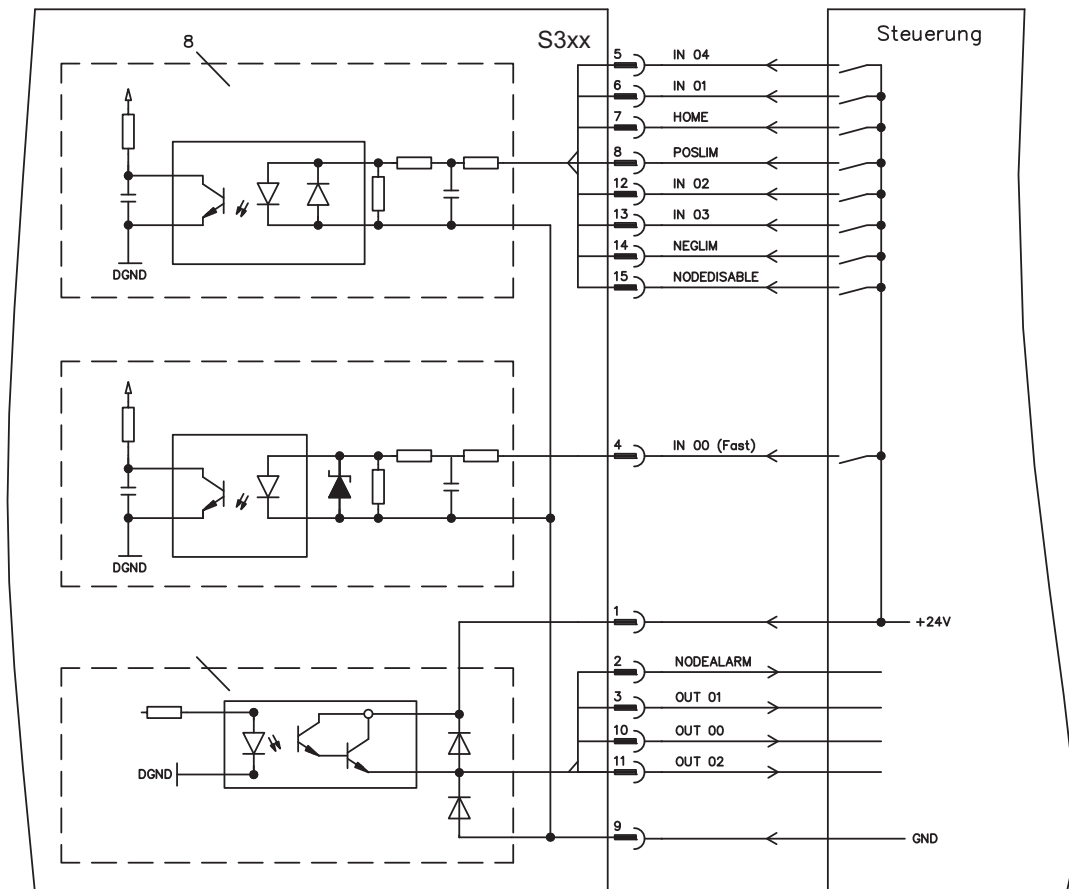 8
S3xx
Steuerung
5 IN 04
6 IN 01
7 HOME
8 POSLIM
12 IN 02
13 IN 03
14 NEGLIM
15 NODEDISABLE
DGND
4 IN 00 (Fast)
DGND
1 +24V
2 NODEALARM
3 OUT 01
10 OUT 00
11 OUT 02
DGND
9 GND